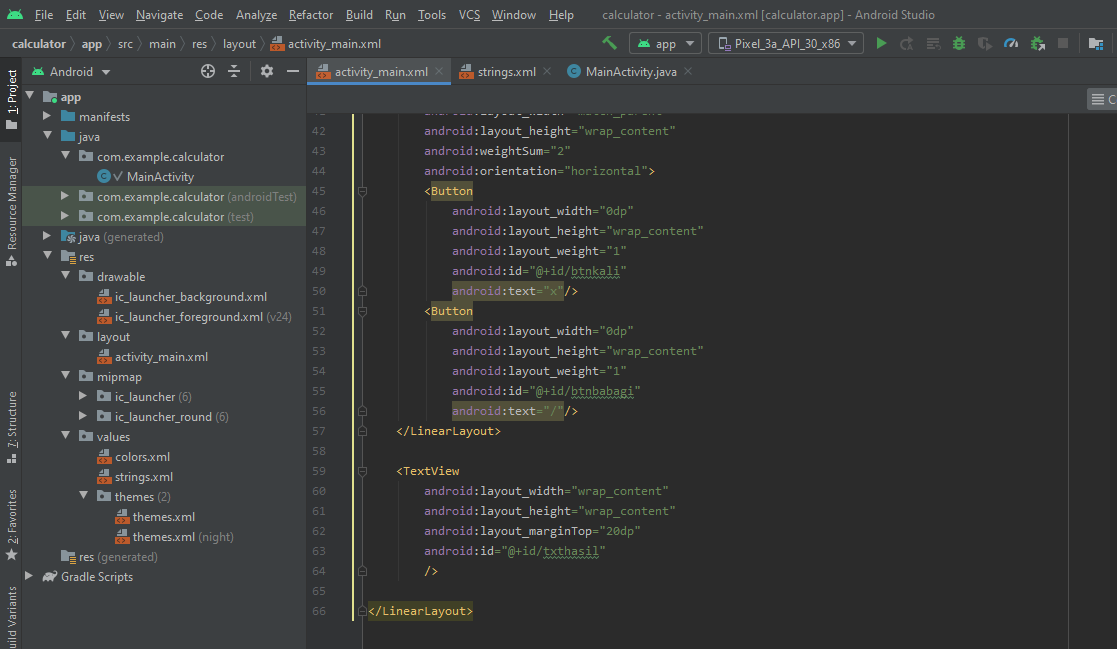 File Edit View Navigate Code Analyze Refactor Build Run Tools VCS Window Help calculator - activity_main.xml [calculator.app] - Android Studio
calculator app src main res layout activity_main.xml app Pixel_3a_API_30_x86
1: Project
Resource Manager
7: Structure
2: Favorites
Android
app
manifests
java
com.example.calculator
MainActivity
com.example.calculator (androidTest)
com.example.calculator (test)
java (generated)
res
drawable
ic_launcher_background.xml
ic_launcher_foreground.xml (v24)
layout
activity_main.xml
mipmap
ic_launcher (6)
ic_launcher_round (6)
values
colors.xml
strings.xml
themes (2)
themes.xml
themes.xml (night)
res (generated)
Gradle Scripts
activity_main.xml strings.xml MainActivity.java
C
42 android:layout_height="wrap_content"
43 android:weightSum="2"
44 android:orientation="horizontal">
45 <Button
46 android:layout_width="0dp"
47 android:layout_height="wrap_content"
48 android:layout_weight="1"
49 android:id="@+id/btnkali"
50 android:text="x"/>
51 <Button
52 android:layout_width="0dp"
53 android:layout_height="wrap_content"
54 android:layout_weight="1"
55 android:id="@+id/btnbabagi"
56 android:text="/"/>
57 </LinearLayout>
58
59 <TextView
60 android:layout_width="wrap_content"
61 android:layout_height="wrap_content"
62 android:layout_marginTop="20dp"
63 android:id="@+id/txthasil"
64 />
65
66 </LinearLayout>